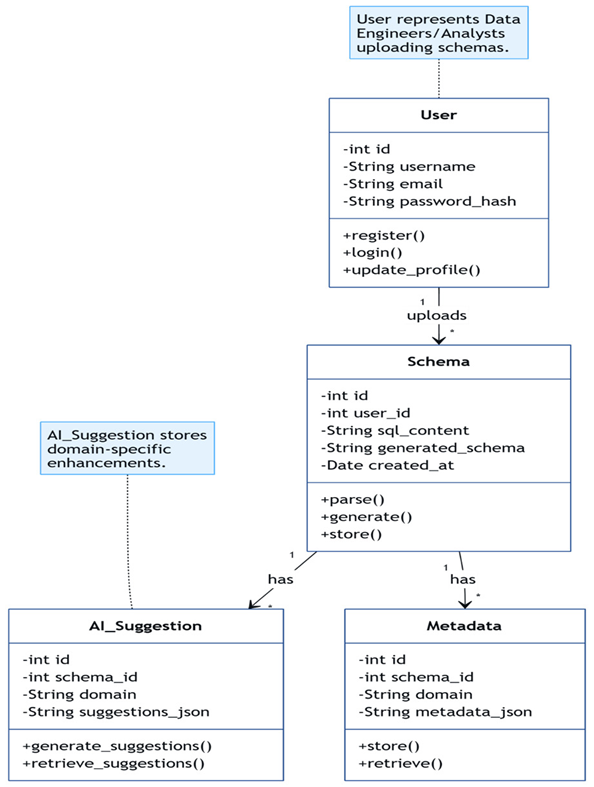 User represents Data
Engineers/Analysts
uploading schemas.
User
-int id
-String username
-String email
-String password_hash
+register()
+login()
+update_profile()
1
uploads
*
Schema
-int id
-int user_id
-String sql_content
-String generated_schema
-Date created_at
+parse()
+generate()
+store()
AI_Suggestion stores
domain-specific
enhancements.
1
has
*
1
has
*
AI_Suggestion
-int id
-int schema_id
-String domain
-String suggestions_json
+generate_suggestions()
+retrieve_suggestions()
Metadata
-int id
-int schema_id
-String domain
-String metadata_json
+store()
+retrieve()